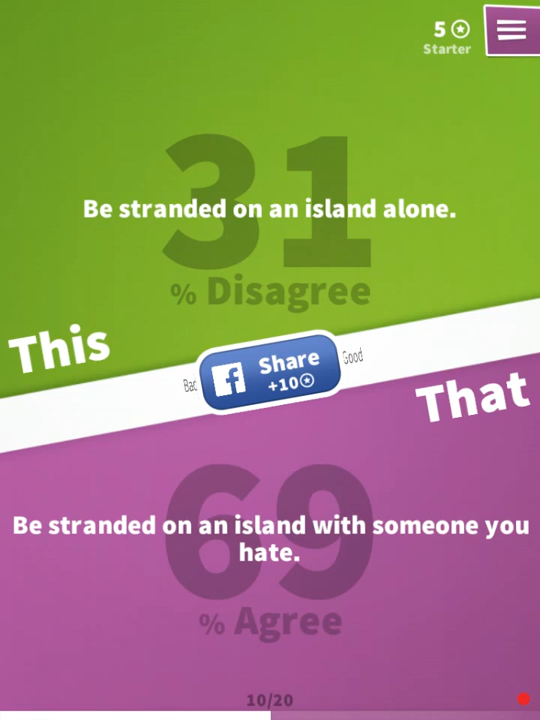 5
Starter
31
Be stranded on an island alone.
% Disagree
This
Share
+10
Bad
Good
That
69
Be stranded on an island with someone you
hate.
% Agree
10/20